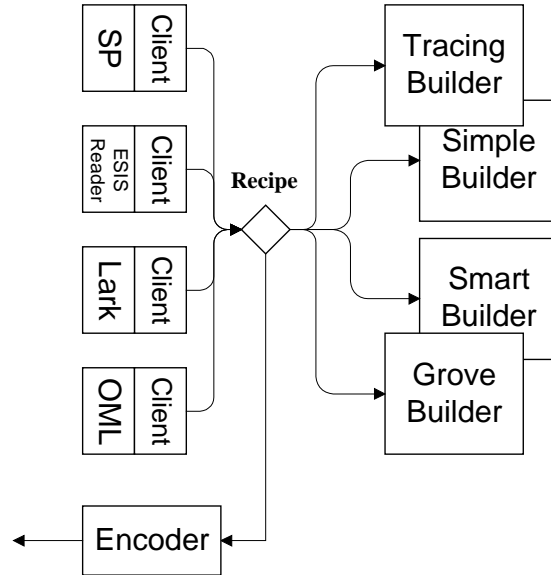 SP
Client
ESIS
Reader
Client
Lark
Client
OML
Client
Recipe
Tracing
Builder
Simple
Builder
Smart
Builder
Grove
Builder
Encoder